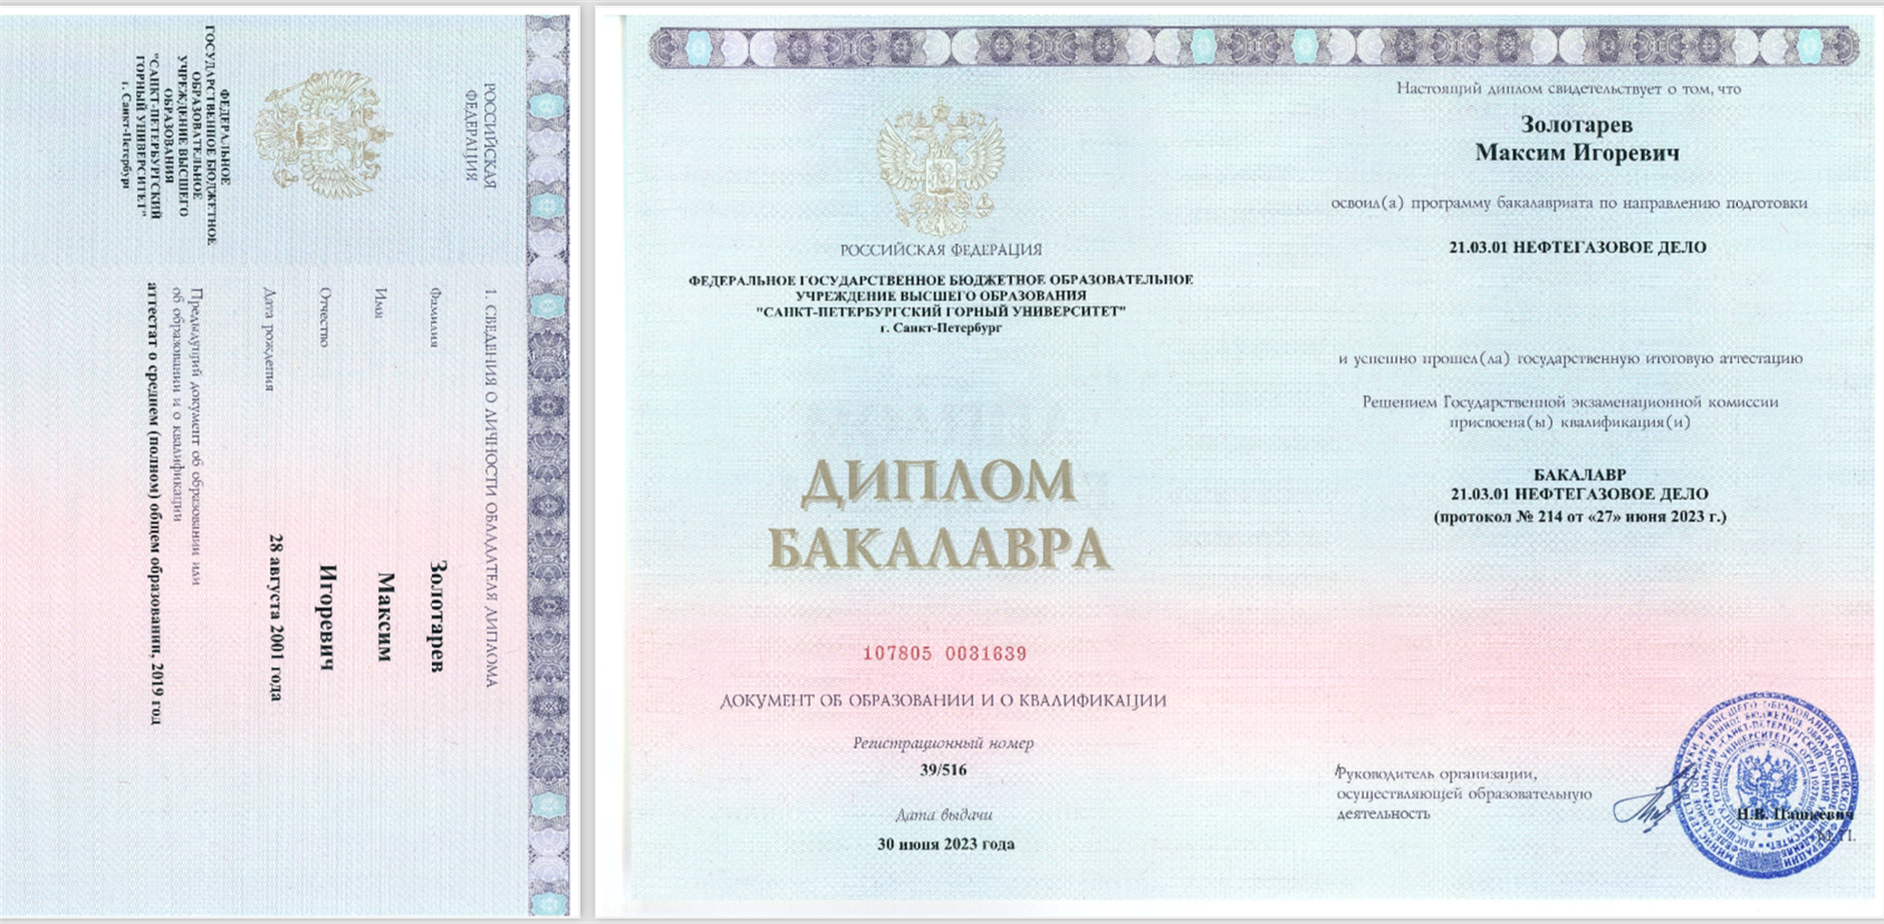 РОССИЙСКАЯ
ФЕДЕРАЦИЯ
ФЕДЕРАЛЬНОЕ
ГОСУДАРСТВЕННОЕ БЮДЖЕТНОЕ
ОБРАЗОВАТЕЛЬНОЕ
УЧРЕЖДЕНИЕ ВЫСШЕГО
ОБРАЗОВАНИЯ
"САНКТ-ПЕТЕРБУРГСКИЙ
ГОРНЫЙ УНИВЕРСИТЕТ"
г. Санкт-Петербург
1. СВЕДЕНИЯ О ЛИЧНОСТИ ОБЛАДАТЕЛЯ ДИПЛОМА
Фамилия Золотарев
Имя Максим
Отчество Игоревич
Дата рождения 28 августа 2001 года
Предыдущий документ об образовании или
об образовании и о квалификации
аттестат о среднем (полном) общем образовании, 2019 год
РОССИЙСКАЯ ФЕДЕРАЦИЯ
ФЕДЕРАЛЬНОЕ ГОСУДАРСТВЕННОЕ БЮДЖЕТНОЕ ОБРАЗОВАТЕЛЬНОЕ
УЧРЕЖДЕНИЕ ВЫСШЕГО ОБРАЗОВАНИЯ
"САНКТ-ПЕТЕРБУРГСКИЙ ГОРНЫЙ УНИВЕРСИТЕТ"
г. Санкт-Петербург
ДИПЛОМ
БАКАЛАВРА
107805 0031639
ДОКУМЕНТ ОБ ОБРАЗОВАНИИ И О КВАЛИФИКАЦИИ
Регистрационный номер
39/516
Дата выдачи
30 июня 2023 года
Настоящий диплом свидетельствует о том, что
Золотарев
Максим Игоревич
освоил(а) программу бакалавриата по направлению подготовки
21.03.01 НЕФТЕГАЗОВОЕ ДЕЛО
и успешно прошел(ла) государственную итоговую аттестацию
Решением Государственной экзаменационной комиссии
присвоена(ы) квалификация(и)
БАКАЛАВР
21.03.01 НЕФТЕГАЗОВОЕ ДЕЛО
(протокол № 214 от «27» июня 2023 г.)
Руководитель организации,
осуществляющей образовательную
деятельность
Н.В. Пашкевич
М.П.